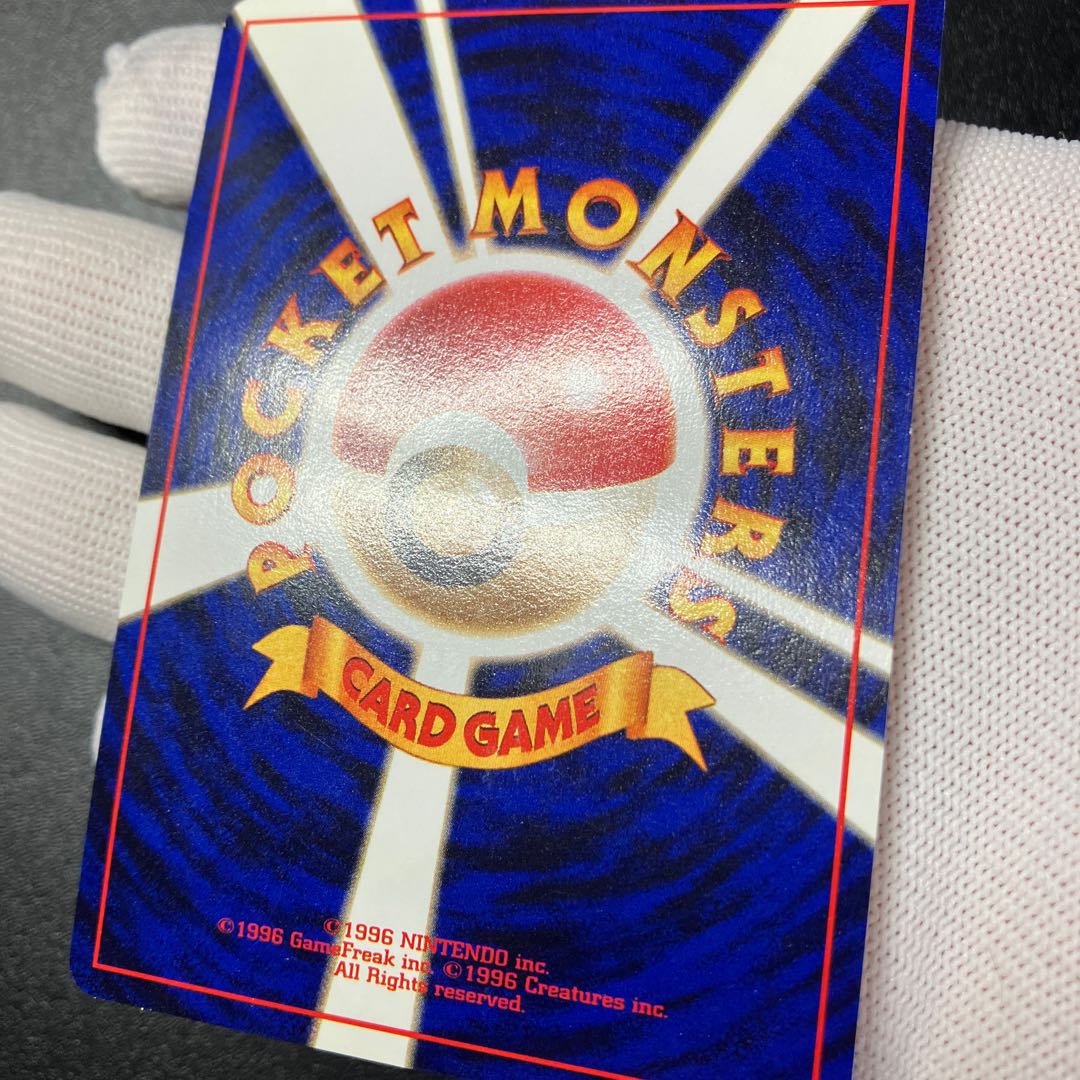 POCKET MONSTERS
CARD GAME
©1996 NINTENDO inc.
©1996 GameFreak inc. ©1996 Creatures inc.
All Rights reserved.